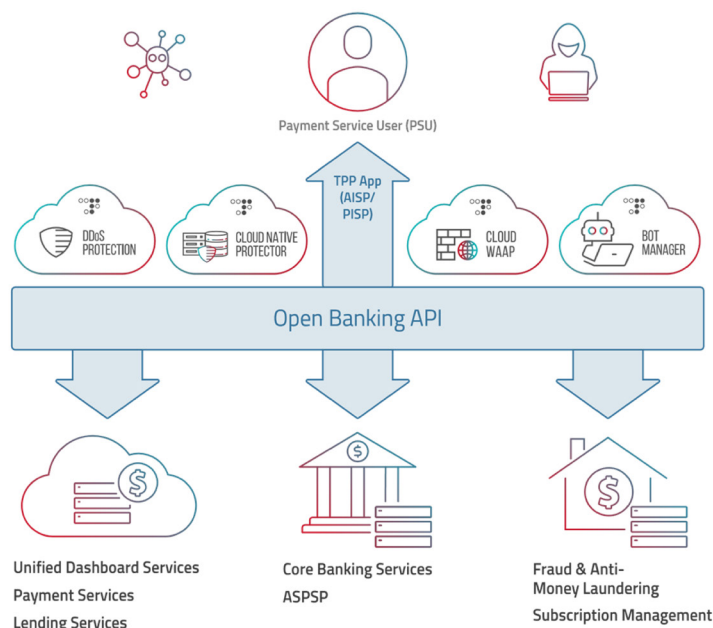 Payment Service User (PSU)
TPP App
(AISP/
PISP)
DDoS
PROTECTION
CLOUD NATIVE
PROTECTOR
CLOUD
WAAP
BOT
MANAGER
Open Banking API
$
$
$
Unified Dashboard Services
Payment Services
Lending Services
Core Banking Services
ASPSP
Fraud & Anti-
Money Laundering
Subscription Management